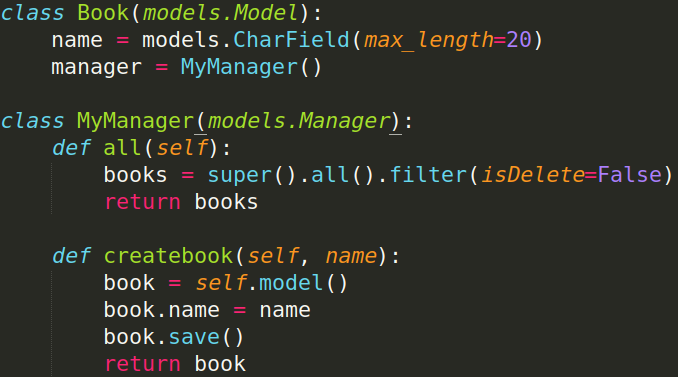 class Book(models.Model):
    name = models.CharField(max_length=20)
    manager = MyManager()

class MyManager(models.Manager):
    def all(self):
        books = super().all().filter(isDelete=False)
        return books

    def createbook(self, name):
        book = self.model()
        book.name = name
        book.save()
        return book